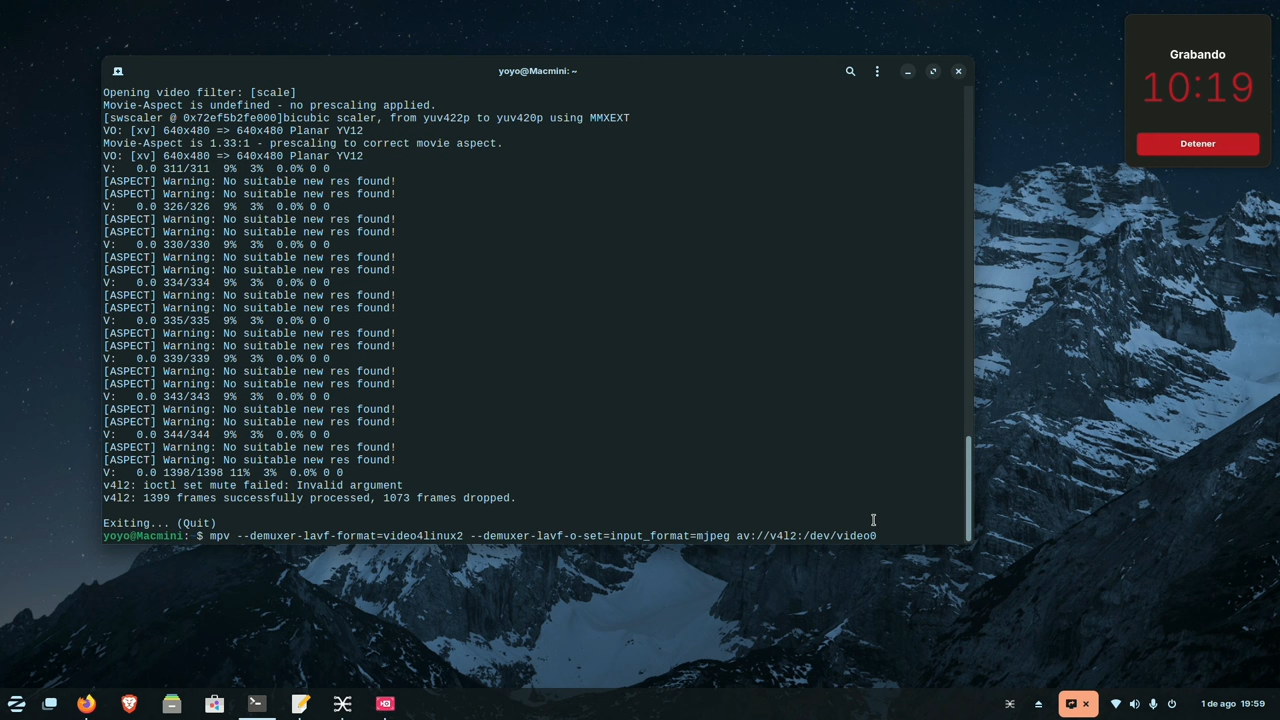 yoyo@Macmini: ~
Opening video filter: [scale]
Movie-Aspect is undefined - no prescaling applied.
[swscaler @ 0x72ef5b2fe000]bicubic scaler, from yuv422p to yuv420p using MMXEXT
VO: [xv] 640x480 => 640x480 Planar YV12
Movie-Aspect is 1.33:1 - prescaling to correct movie aspect.
VO: [xv] 640x480 => 640x480 Planar YV12
V:   0.0 311/311  9%  3%  0.0% 0 0
[ASPECT] Warning: No suitable new res found!
[ASPECT] Warning: No suitable new res found!
V:   0.0 326/326  9%  3%  0.0% 0 0
[ASPECT] Warning: No suitable new res found!
[ASPECT] Warning: No suitable new res found!
V:   0.0 330/330  9%  3%  0.0% 0 0
[ASPECT] Warning: No suitable new res found!
[ASPECT] Warning: No suitable new res found!
V:   0.0 334/334  9%  3%  0.0% 0 0
[ASPECT] Warning: No suitable new res found!
[ASPECT] Warning: No suitable new res found!
V:   0.0 335/335  9%  3%  0.0% 0 0
[ASPECT] Warning: No suitable new res found!
[ASPECT] Warning: No suitable new res found!
V:   0.0 339/339  9%  3%  0.0% 0 0
[ASPECT] Warning: No suitable new res found!
[ASPECT] Warning: No suitable new res found!
V:   0.0 343/343  9%  3%  0.0% 0 0
[ASPECT] Warning: No suitable new res found!
[ASPECT] Warning: No suitable new res found!
V:   0.0 344/344  9%  3%  0.0% 0 0
[ASPECT] Warning: No suitable new res found!
[ASPECT] Warning: No suitable new res found!
V:   0.0 1398/1398 11%  3%  0.0% 0 0
v4l2: ioctl set mute failed: Invalid argument
v4l2: 1399 frames successfully processed, 1073 frames dropped.

Exiting... (Quit)
yoyo@Macmini: $ mpv --demuxer-lavf-format=video4linux2 --demuxer-lavf-o-set=input_format=mjpeg av://v4l2:/dev/video0
Grabando
10:19
Detener
1 de ago 19:59